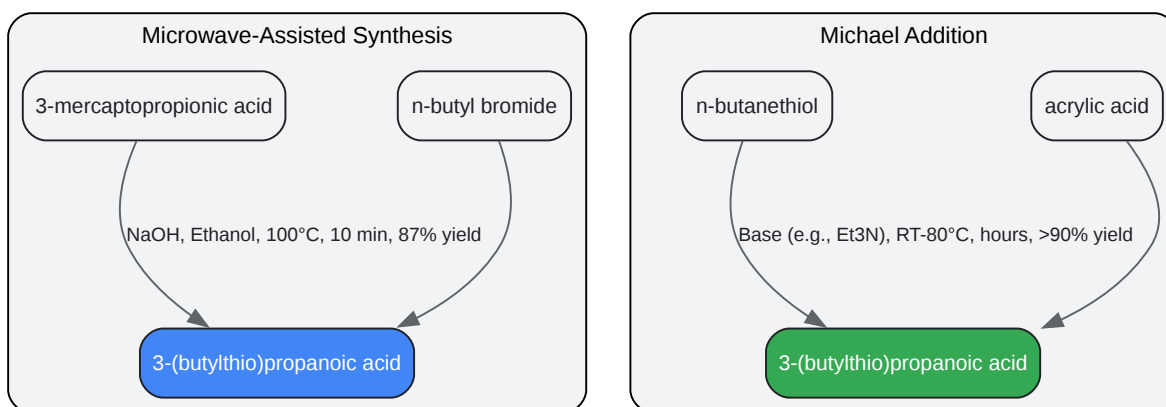 Microwave-Assisted Synthesis
3-mercaptopropionic acid
n-butyl bromide
NaOH, Ethanol, 100°C, 10 min, 87% yield
3-(butylthio)propanoic acid
Michael Addition
n-butanethiol
acrylic acid
Base (e.g., Et3N), RT-80°C, hours, >90% yield
3-(butylthio)propanoic acid